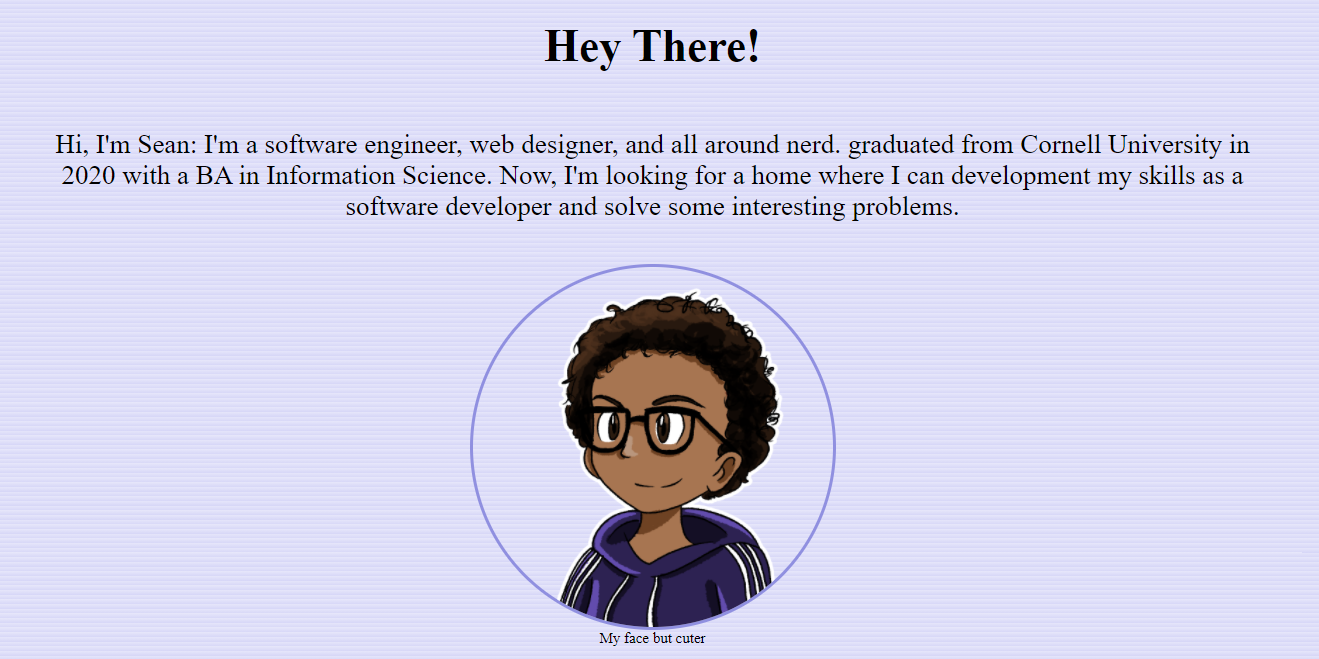 Hey There!
Hi, I'm Sean: I'm a software engineer, web designer, and all around nerd. graduated from Cornell University in
2020 with a BA in Information Science. Now, I'm looking for a home where I can development my skills as a
software developer and solve some interesting problems.
My face but cuter